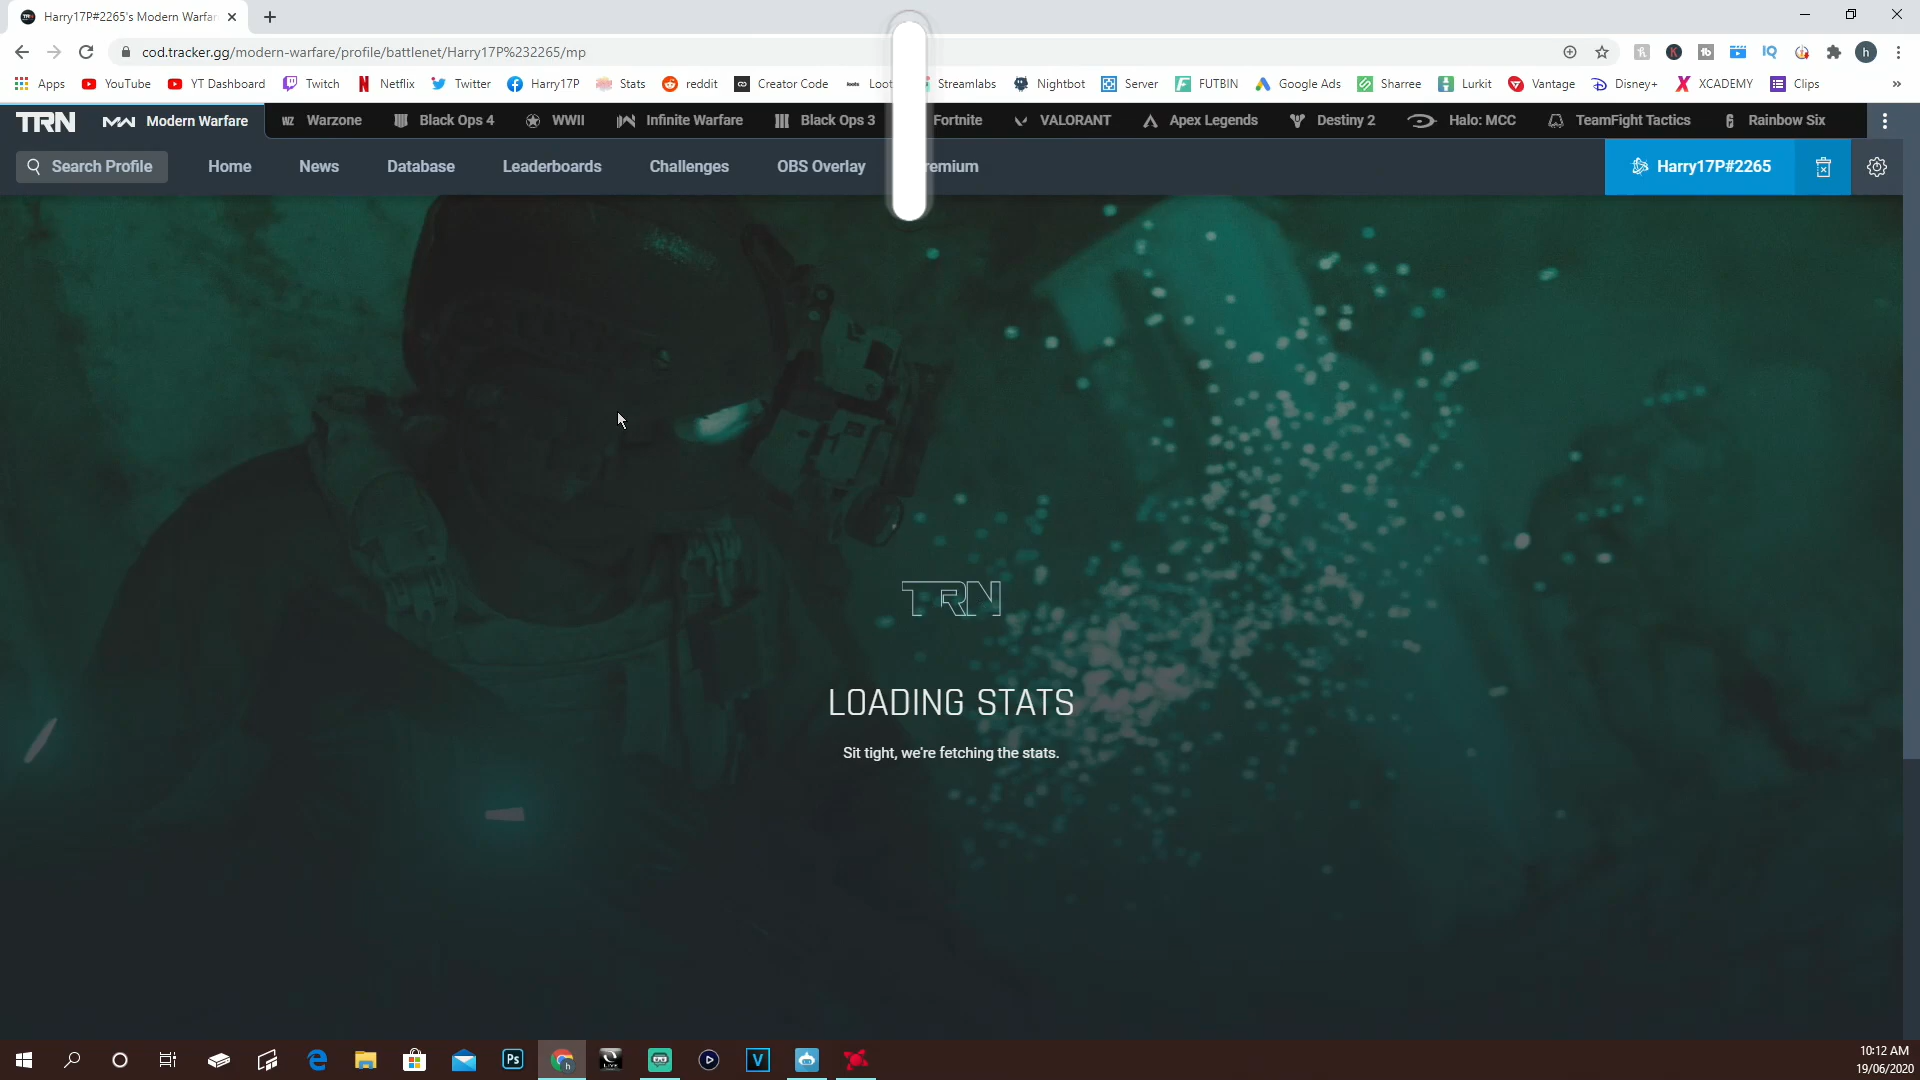 Harry17P#2265's Modern Warfar
cod.tracker.gg/modern-warfare/profile/battlenet/Harry17P%232265/mp
Apps YouTube YT Dashboard Twitch Netflix Twitter Harry17P Stats reddit Creator Code Loot Streamlabs Nightbot Server FUTBIN Google Ads Sharree Lurkit Vantage Disney+ XCADEMY Clips »
TRN Modern Warfare WZ Warzone Black Ops 4 WWII Infinite Warfare Black Ops 3 Fortnite VALORANT Apex Legends Destiny 2 Halo: MCC TeamFight Tactics Rainbow Six
Search Profile Home News Database Leaderboards Challenges OBS Overlay remium Harry17P#2265
TRN
LOADING STATS
Sit tight, we're fetching the stats.
10:12 AM
19/06/2020